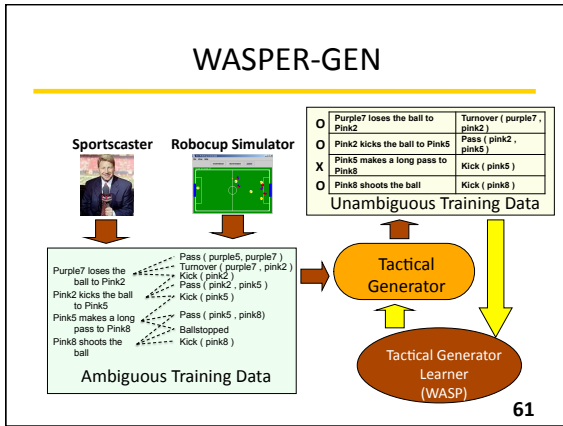 WASPER-GEN
Sportscaster
Robocup Simulator
O Purple7 loses the ball to Pink2 Turnover ( purple7 , pink2 )
O Pink2 kicks the ball to Pink5 Pass ( pink2 , pink5 )
X Pink5 makes a long pass to Pink8 Kick ( pink5 )
O Pink8 shoots the ball Kick ( pink8 )
Unambiguous Training Data
Purple7 loses the
ball to Pink2
Pink2 kicks the ball
to Pink5
Pink5 makes a long
pass to Pink8
Pink8 shoots the
ball
Pass ( purple5, purple7 )
Turnover ( purple7 , pink2 )
Kick ( pink2 )
Pass ( pink2 , pink5 )
Kick ( pink5 )
Pass ( pink5 , pink8)
Ballstopped
Kick ( pink8 )
Ambiguous Training Data
Tactical
Generator
Tactical Generator
Learner
(WASP)
61